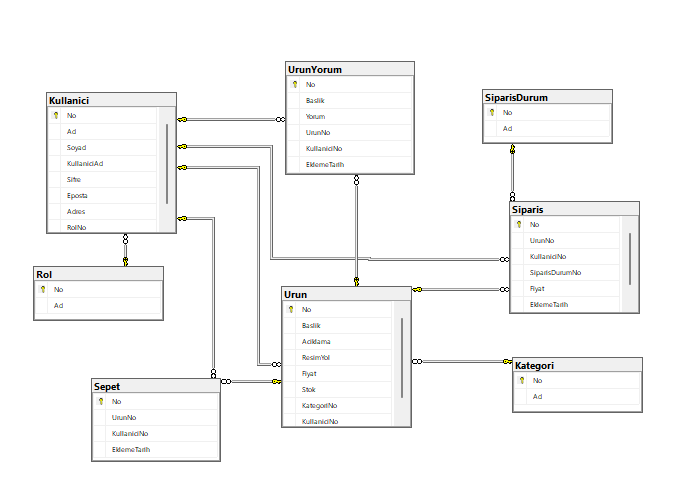 UrunYorum
No
Baslik
Yorum
UrunNo
KullaniciNo
EklemeTarih
SiparisDurum
No
Ad
Kullanici
No
Ad
Soyad
KullaniciAd
Sifre
Eposta
Adres
RolNo
Siparis
No
UrunNo
KullaniciNo
SiparisDurumNo
Fiyat
EklemeTarih
Rol
No
Ad
Urun
No
Baslik
Aciklama
ResimYol
Fiyat
Stok
KategoriNo
KullaniciNo
Kategori
No
Ad
Sepet
No
UrunNo
KullaniciNo
EklemeTarih